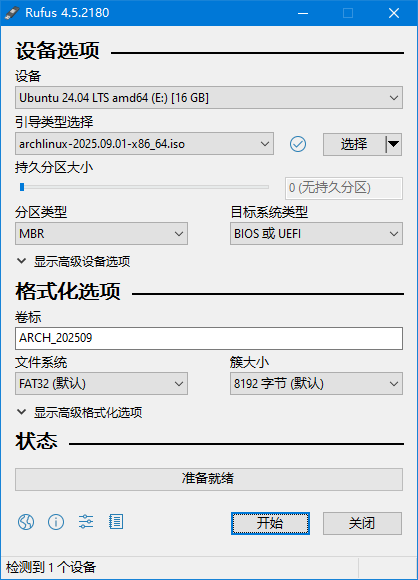 Rufus 4.5.2180
设备选项
设备
Ubuntu 24.04 LTS amd64 (E:) [16 GB]
引导类型选择
archlinux-2025.09.01-x86_64.iso
选择
持久分区大小
0 (无持久分区)
分区类型
目标系统类型
MBR
BIOS 或 UEFI
显示高级设备选项
格式化选项
卷标
ARCH_202509
文件系统
簇大小
FAT32 (默认)
8192 字节 (默认)
显示高级格式化选项
状态
准备就绪
开始
关闭
检测到 1 个设备